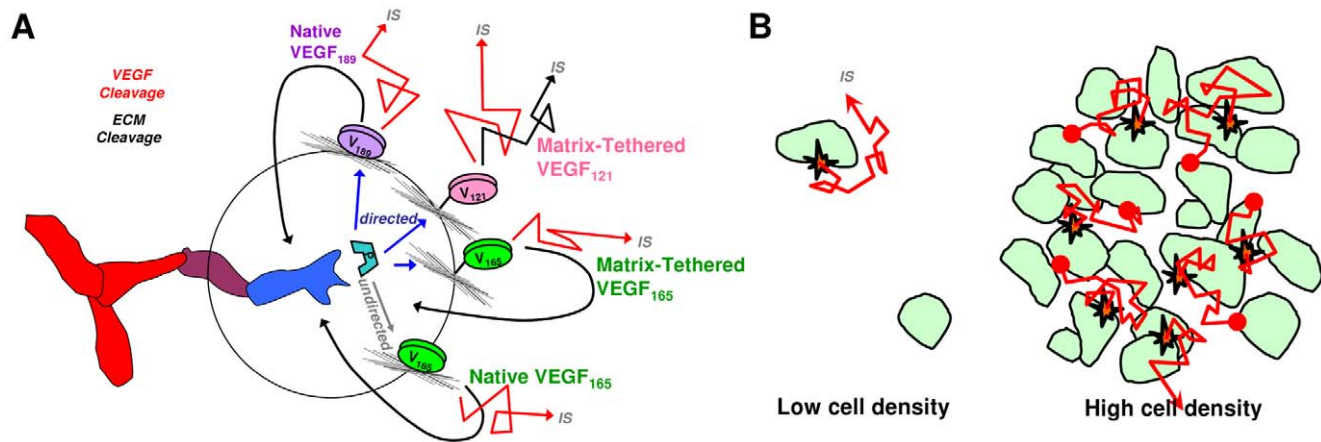 A
VEGF
Cleavage
ECM
Cleavage
Native
VEGF189
IS
IS
IS
V189
Matrix-Tethered
VEGF121
V121
directed
V165
IS
Matrix-Tethered
VEGF165
undirected
V165
Native VEGF165
IS
B
IS
Low cell density
High cell density